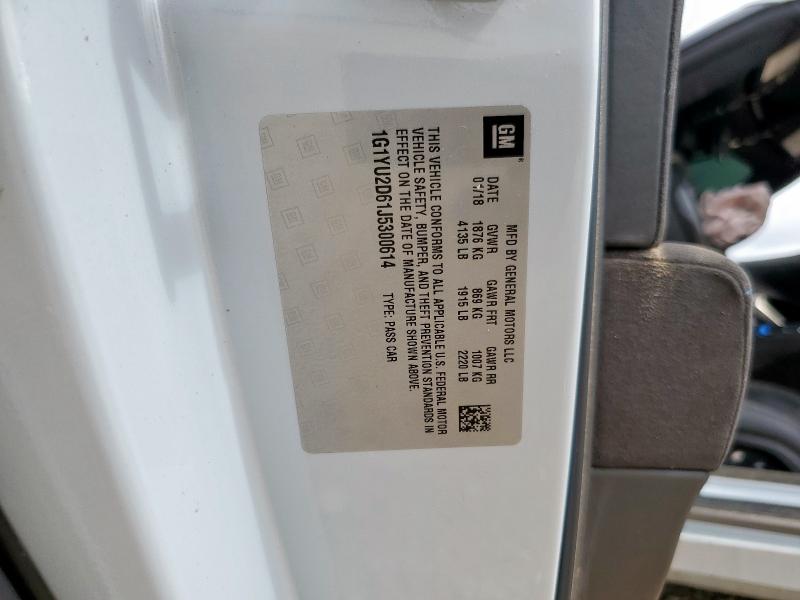 GM
MFD BY GENERAL MOTORS LLC
DATE GVWR GAWR FRT GAWR RR
1876 KG 869 KG 1007 KG
4135 LB 1915 LB 2220 LB
THIS VEHICLE CONFORMS TO ALL APPLICABLE U.S. FEDERAL MOTOR
VEHICLE SAFETY, BUMPER, AND THEFT PREVENTION STANDARDS IN
EFFECT ON THE DATE OF MANUFACTURE SHOWN ABOVE.
1G1YU2D61J5300614 TYPE: PASS CAR